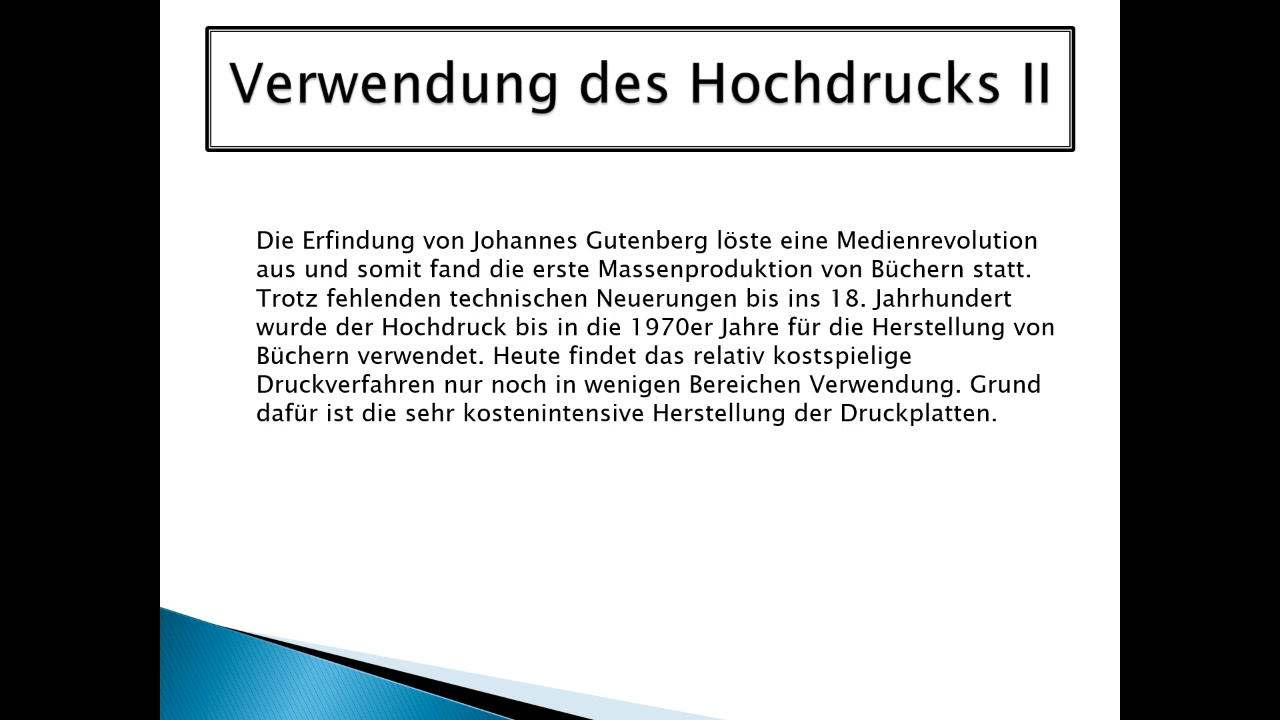 Verwendung des Hochdrucks II
Die Erfindung von Johannes Gutenberg löste eine Medienrevolution
aus und somit fand die erste Massenproduktion von Büchern statt.
Trotz fehlenden technischen Neuerungen bis ins 18. Jahrhundert
wurde der Hochdruck bis in die 1970er Jahre für die Herstellung von
Büchern verwendet. Heute findet das relativ kostspielige
Druckverfahren nur noch in wenigen Bereichen Verwendung. Grund
dafür ist die sehr kostenintensive Herstellung der Druckplatten.